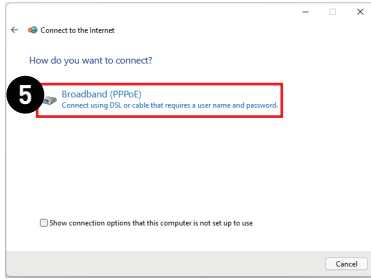 Connect to the Internet
How do you want to connect?
5
Broadband (PPPoE)
Connect using DSL or cable that requires a user name and password.
Show connection options that this computer is not set up to use
Cancel